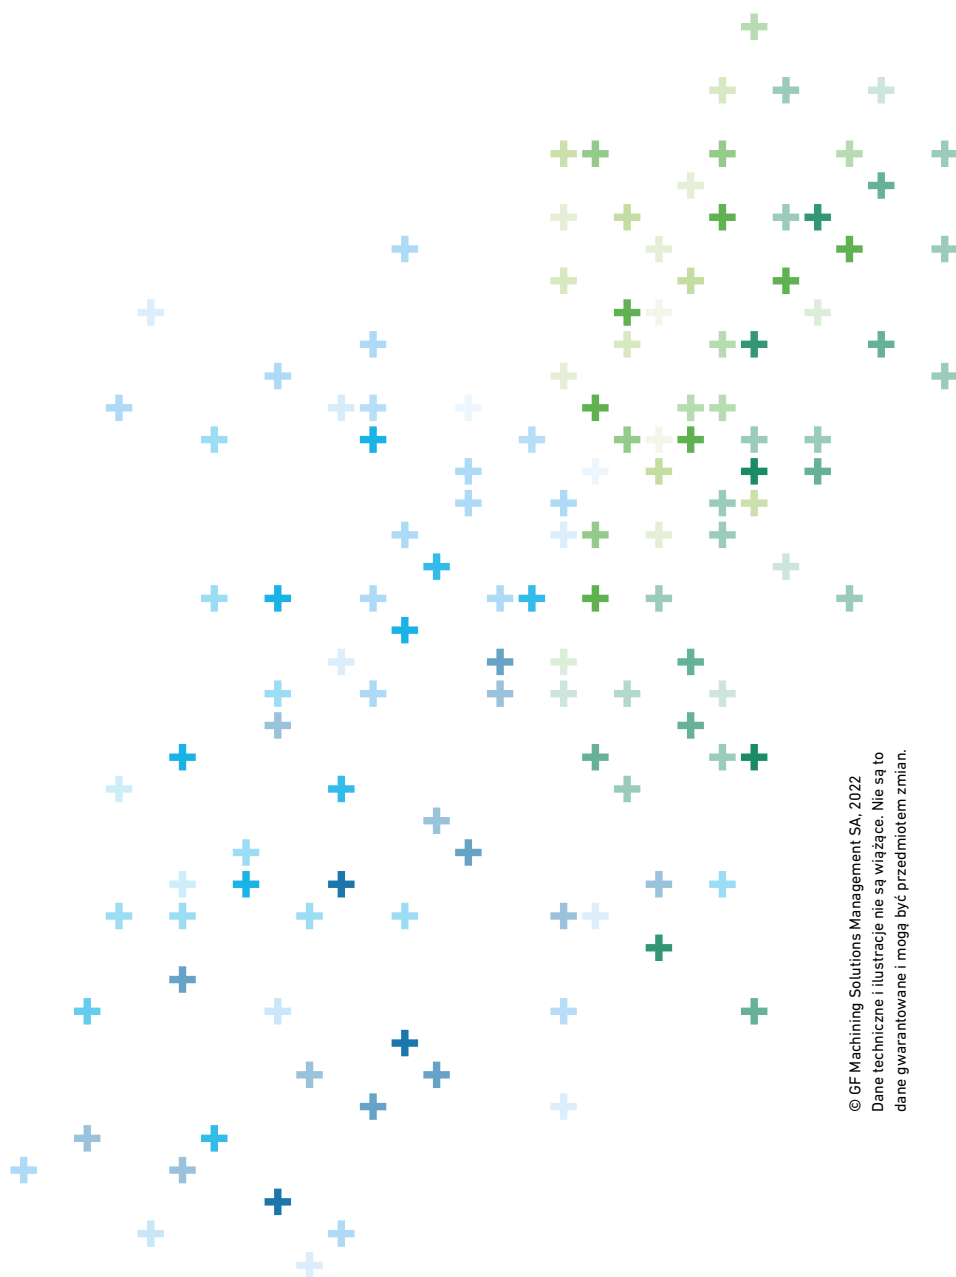 © GF Machining Solutions Management SA, 2022
Dane techniczne i ilustracje nie są wiążące. Nie są to
dane gwarantowane i mogą być przedmiotem zmian.